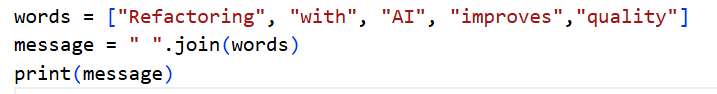 words = ["Refactoring", "with", "AI", "improves","quality"]
message = " ".join(words)
print(message)